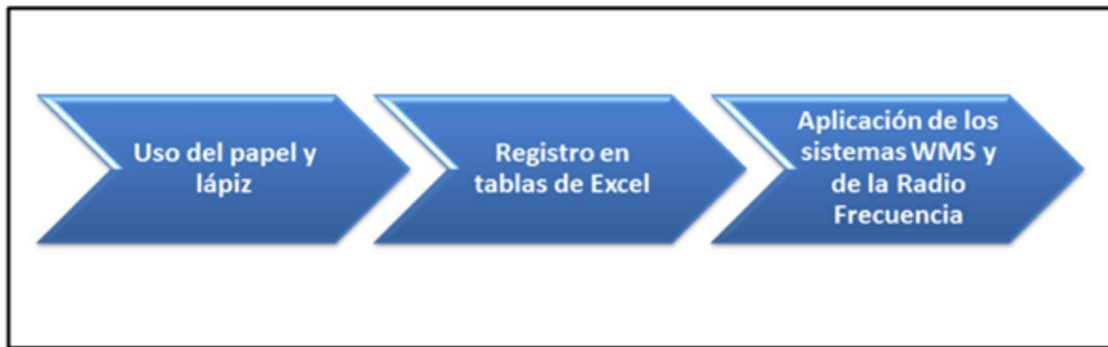 Uso del papel y
lápiz
Registro en
tablas de Excel
Aplicación de los
sistemas WMS y
de la Radio
Frecuencia